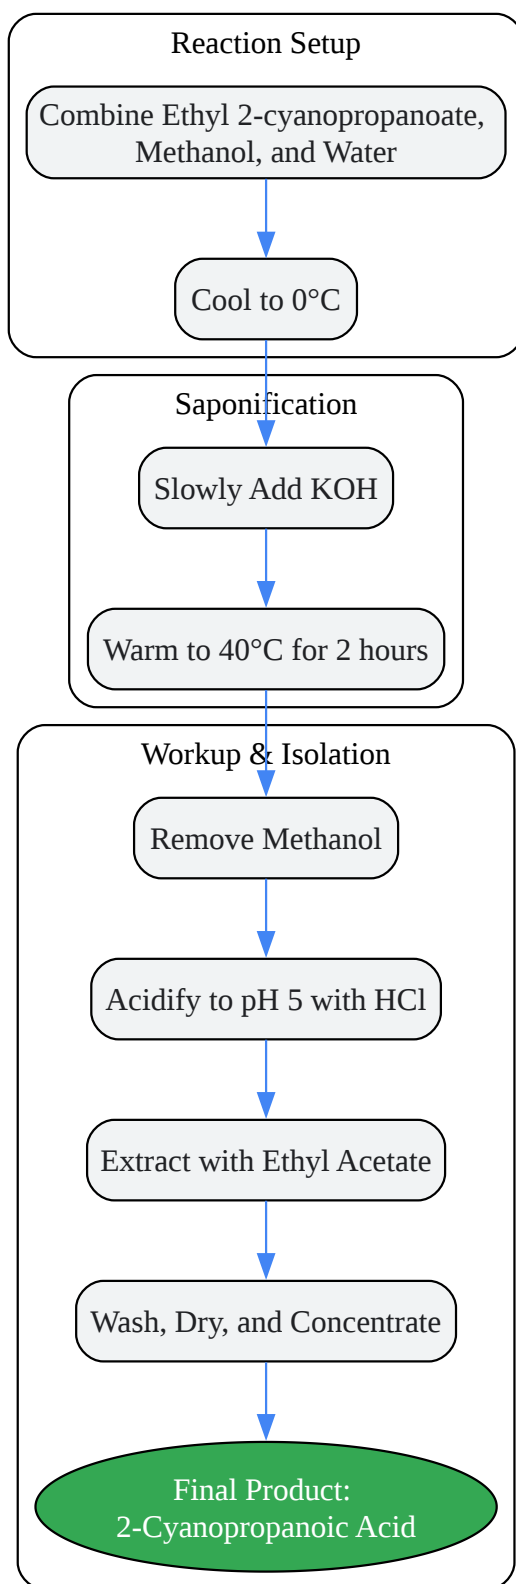 Reaction Setup
Combine Ethyl 2-cyanopropanoate,
Methanol, and Water
Cool to 0°C
Saponification
Slowly Add KOH
Warm to 40°C for 2 hours
Workup & Isolation
Remove Methanol
Acidify to pH 5 with HCl
Extract with Ethyl Acetate
Wash, Dry, and Concentrate
Final Product:
2-Cyanopropanoic Acid